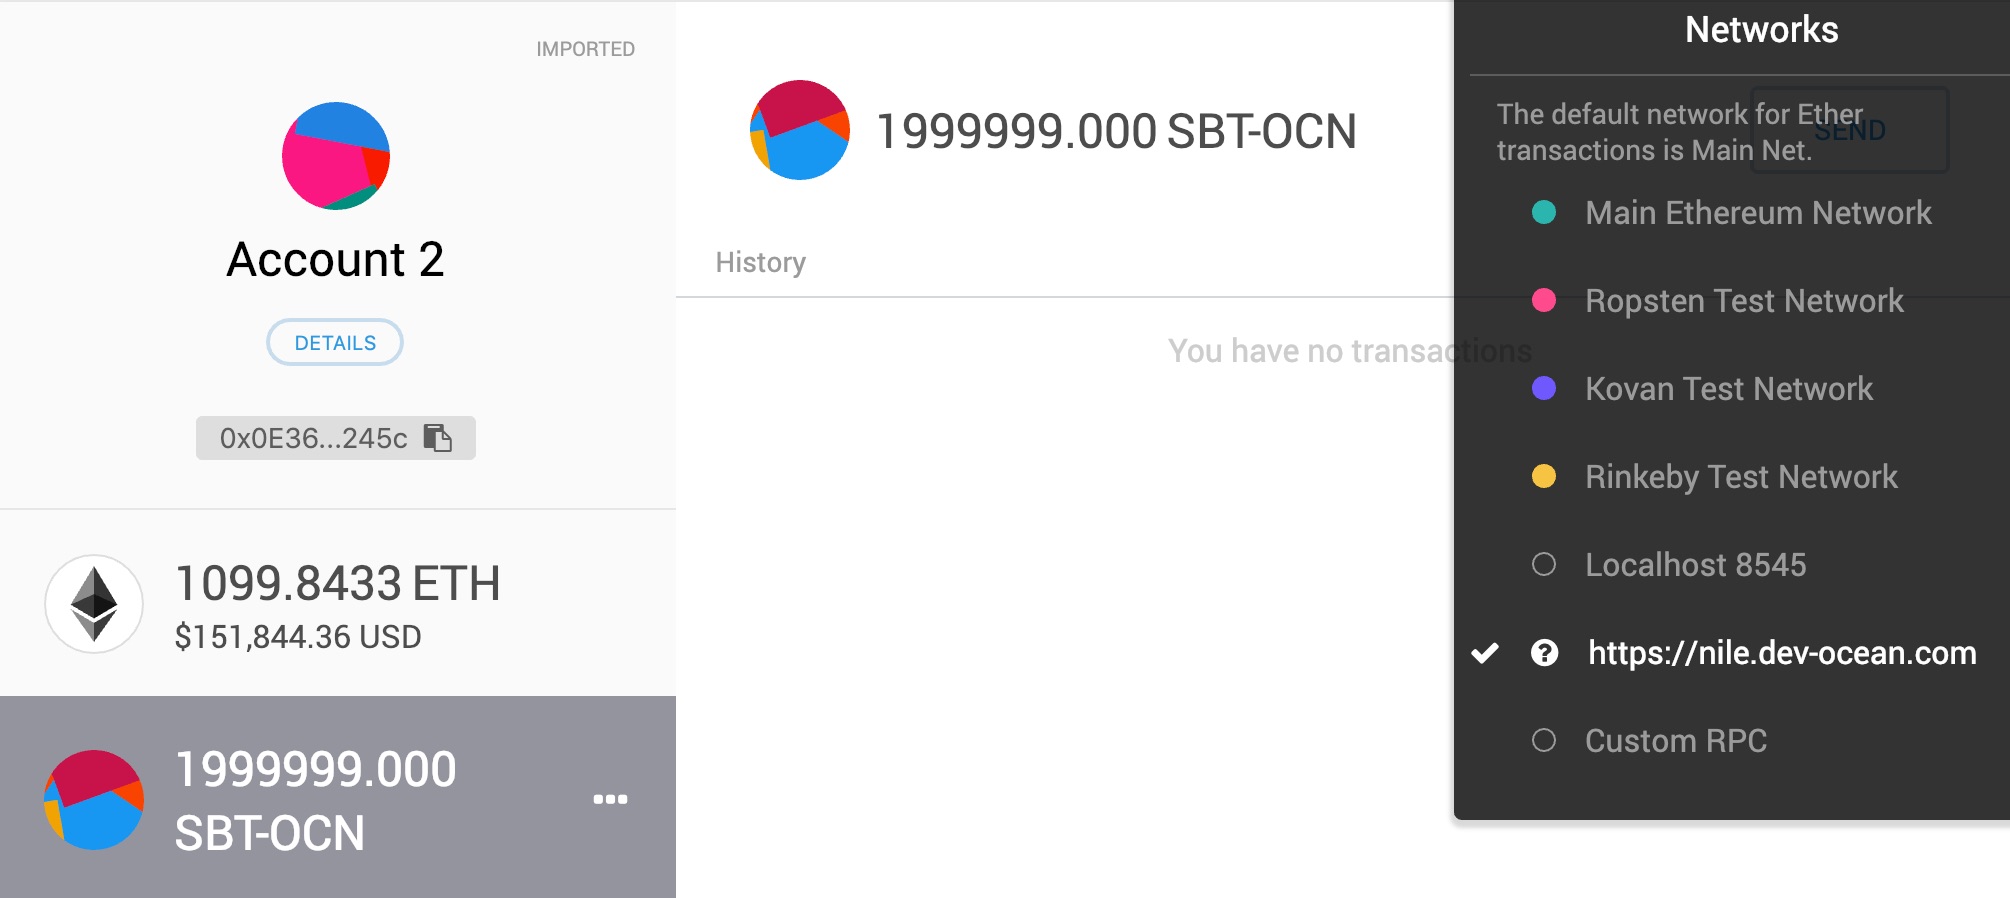 IMPORTED
Account 2
DETAILS
0x0E36...245c
1099.8433 ETH
$151,844.36 USD
1999999.000
SBT-OCN
1999999.000 SBT-OCN
SEND
History
You have no transactions
Networks
The default network for Ether
transactions is Main Net.
Main Ethereum Network
Ropsten Test Network
Kovan Test Network
Rinkeby Test Network
Localhost 8545
https://nile.dev-ocean.com
Custom RPC